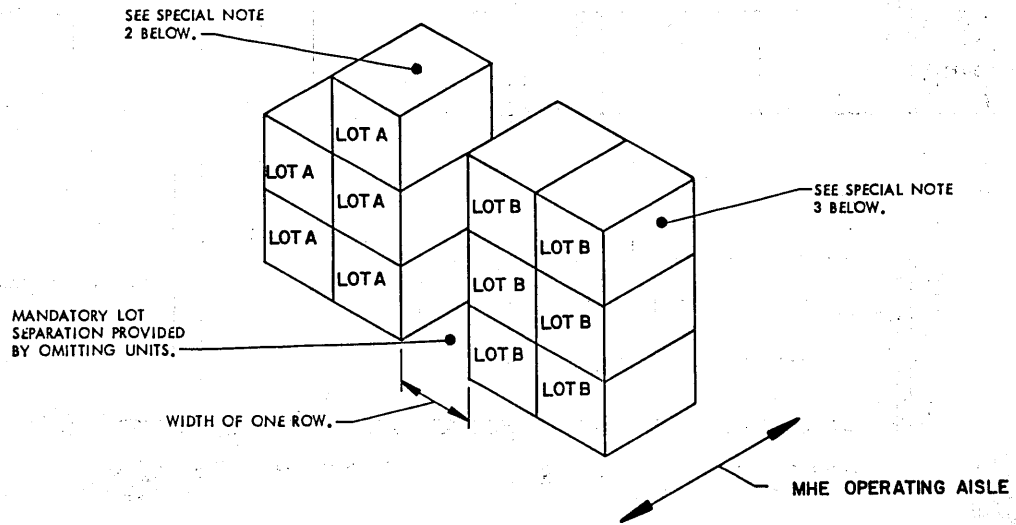 SEE SPECIAL NOTE
2 BELOW.
LOT A
LOT A
LOT A
LOT A
LOT A
LOT B
LOT B
LOT B
LOT B
LOT B
LOT B
SEE SPECIAL NOTE
3 BELOW.
MANDATORY LOT
SEPARATION PROVIDED
BY OMITTING UNITS.
WIDTH OF ONE ROW.
MHE OPERATING AISLE